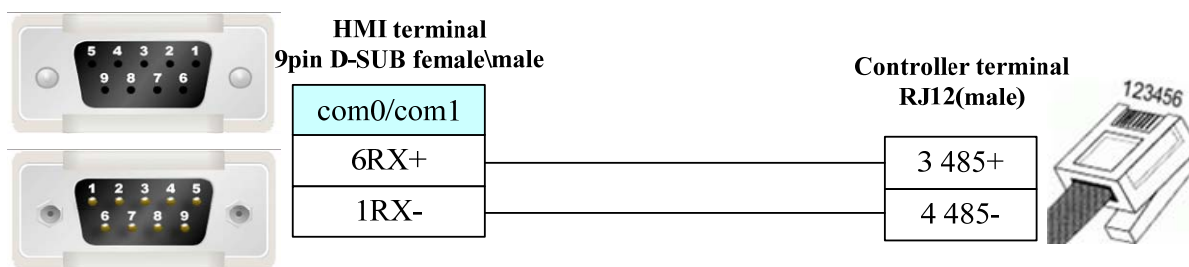 5 4 3 2 1
9 8 7 6
1 2 3 4 5
6 7 8 9
HMI terminal
9pin D-SUB female\male
com0/com1
6RX+
1RX-
Controller terminal
RJ12(male)
3 485+
4 485-
123456